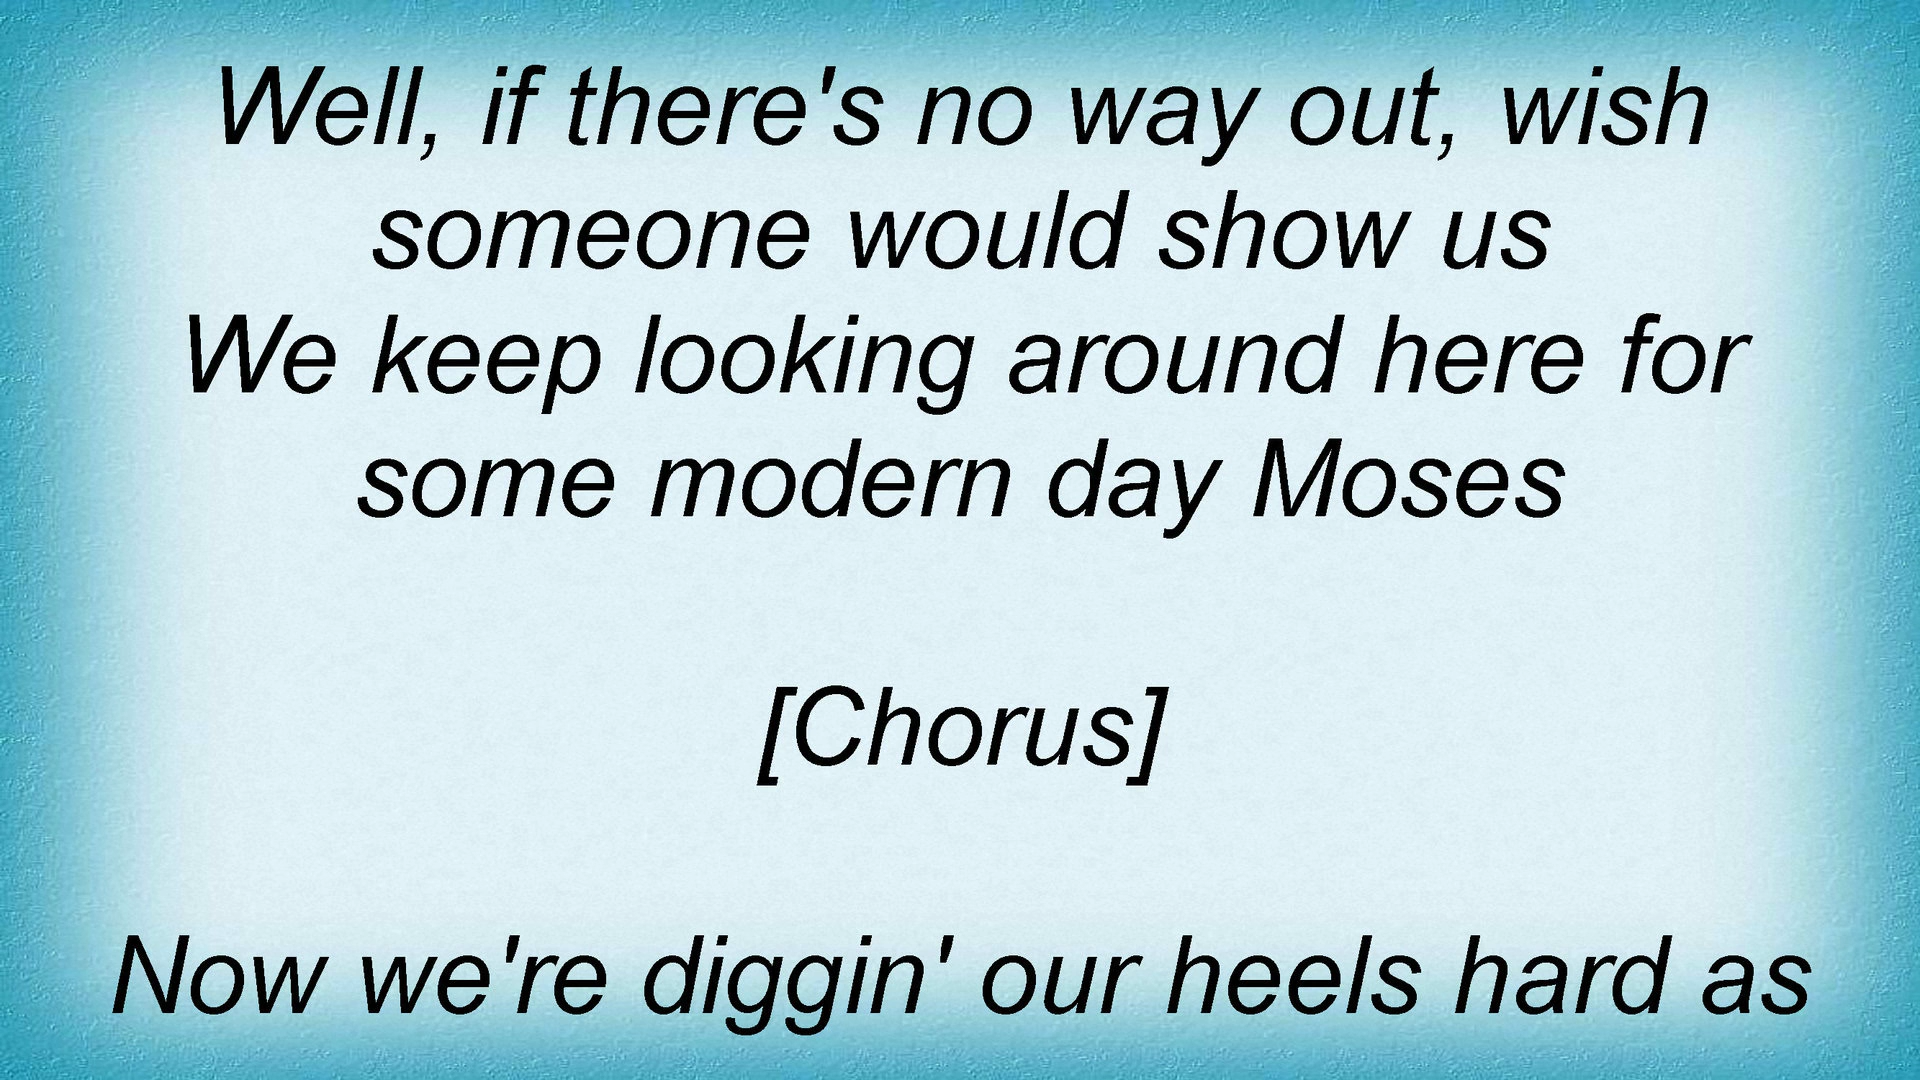 Well, if there's no way out, wish
someone would show us
We keep looking around here for
some modern day Moses
[Chorus]
Now we're diggin' our heels hard as